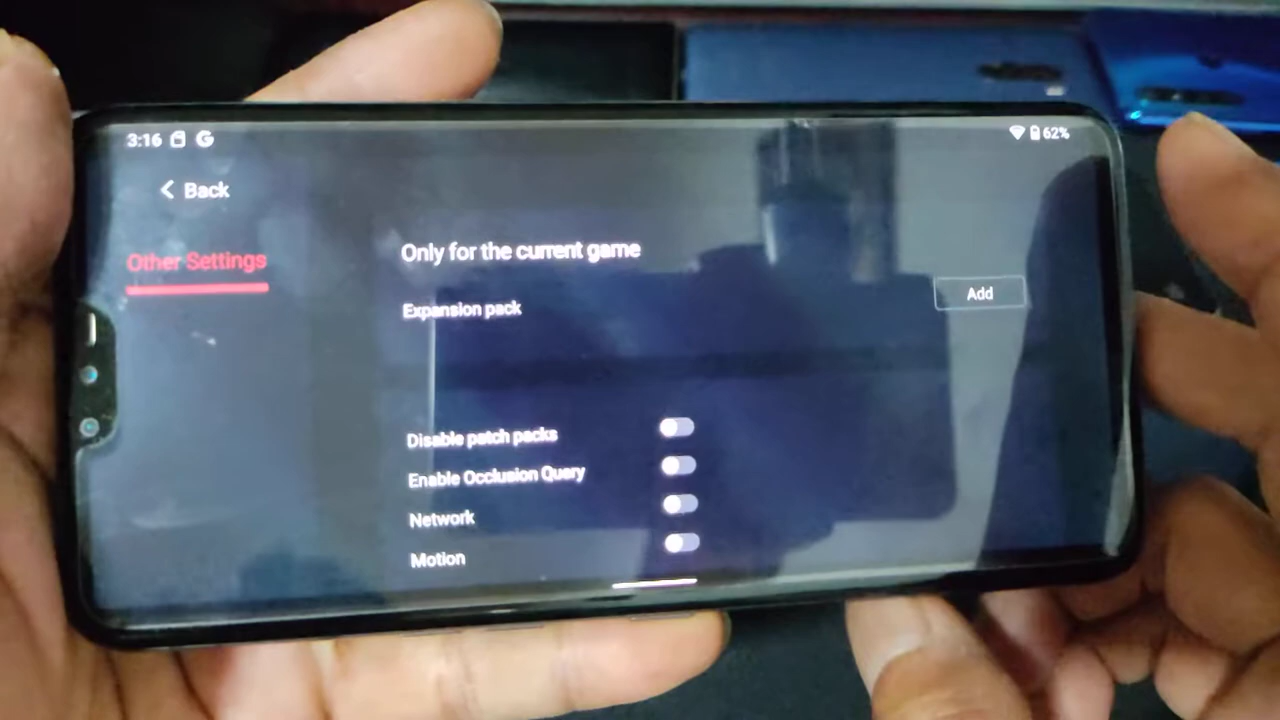 3:16 G 62%
< Back
Other Settings
Only for the current game
Expansion pack
Add
Disable patch packs
Enable Occlusion Query
Network
Motion